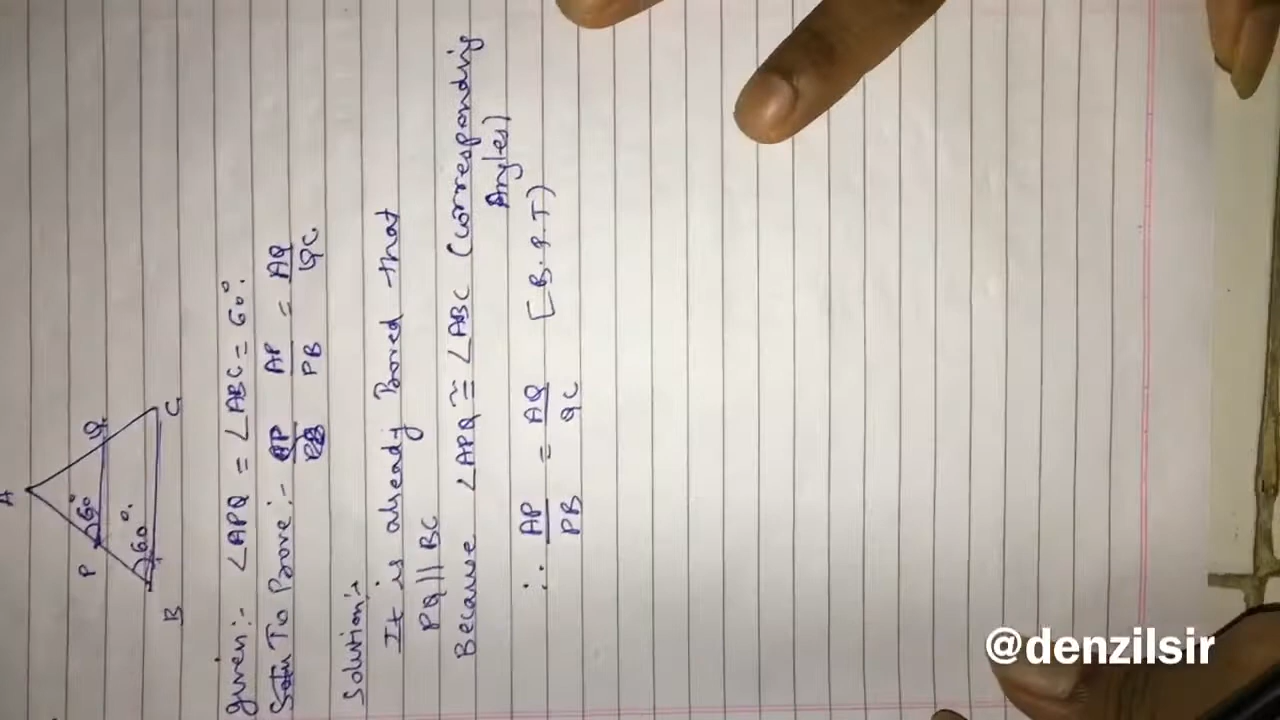 A
P
Q
60°
60°.
B
C
given:- ∠APQ = ∠ABC = 60°.
To Prove:- AP/PB = AQ/QC
Solution:→
It is already Proved that
PQ || BC
Because ∠APQ ≅ ∠ABC (corresponding
Angles)
∴ AP/PB = AQ/QC [B.P.T)
@denzilsir